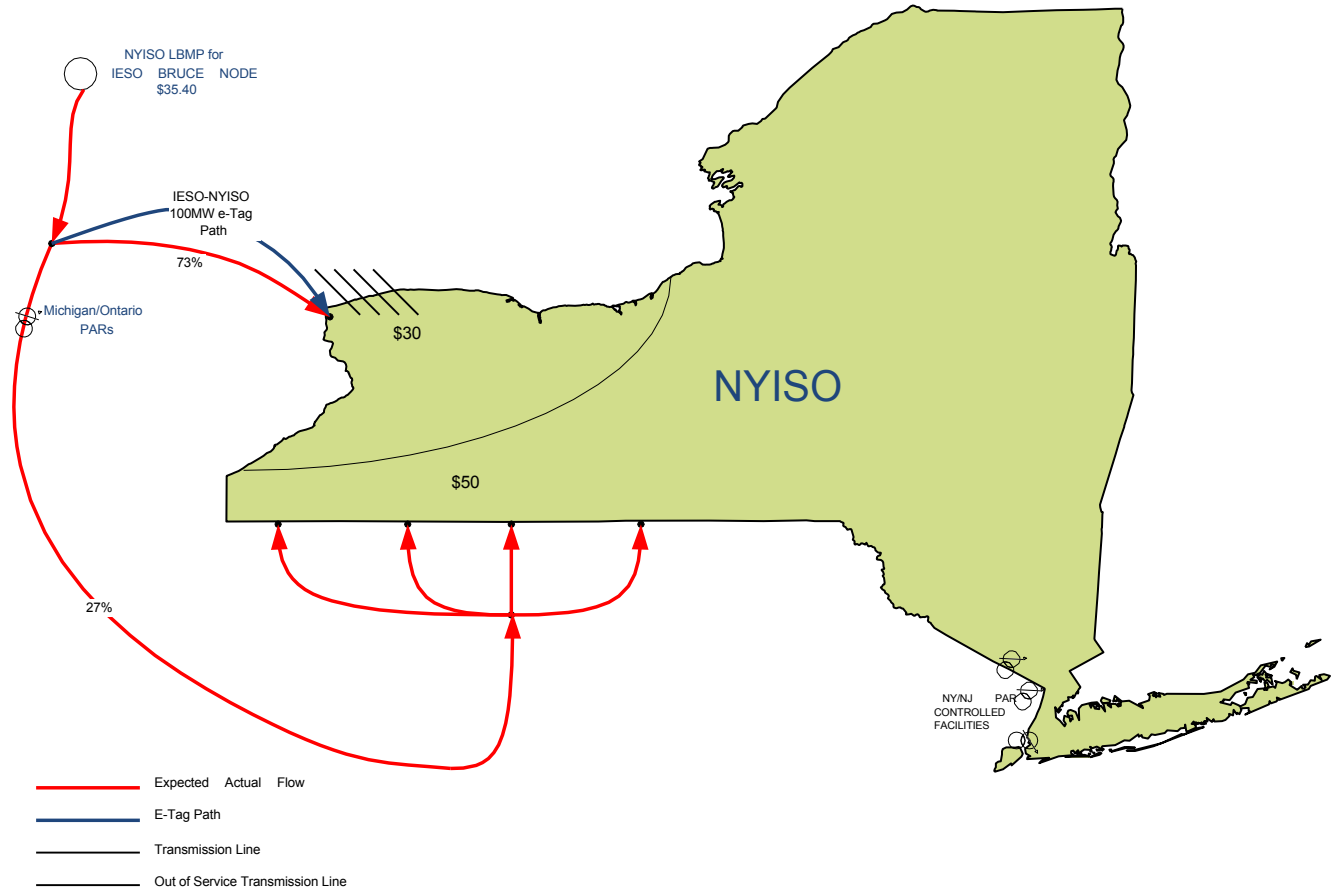 NYISO LBMP for
IESO BRUCE NODE
$35.40
IESO-NYISO
100MW e-Tag
Path
73%
Michigan/Ontario
PARs
$30
NYISO
$50
27%
NY/NJ PAR
CONTROLLED
FACILITIES
Expected Actual Flow
E-Tag Path
Transmission Line
Out of Service Transmission Line